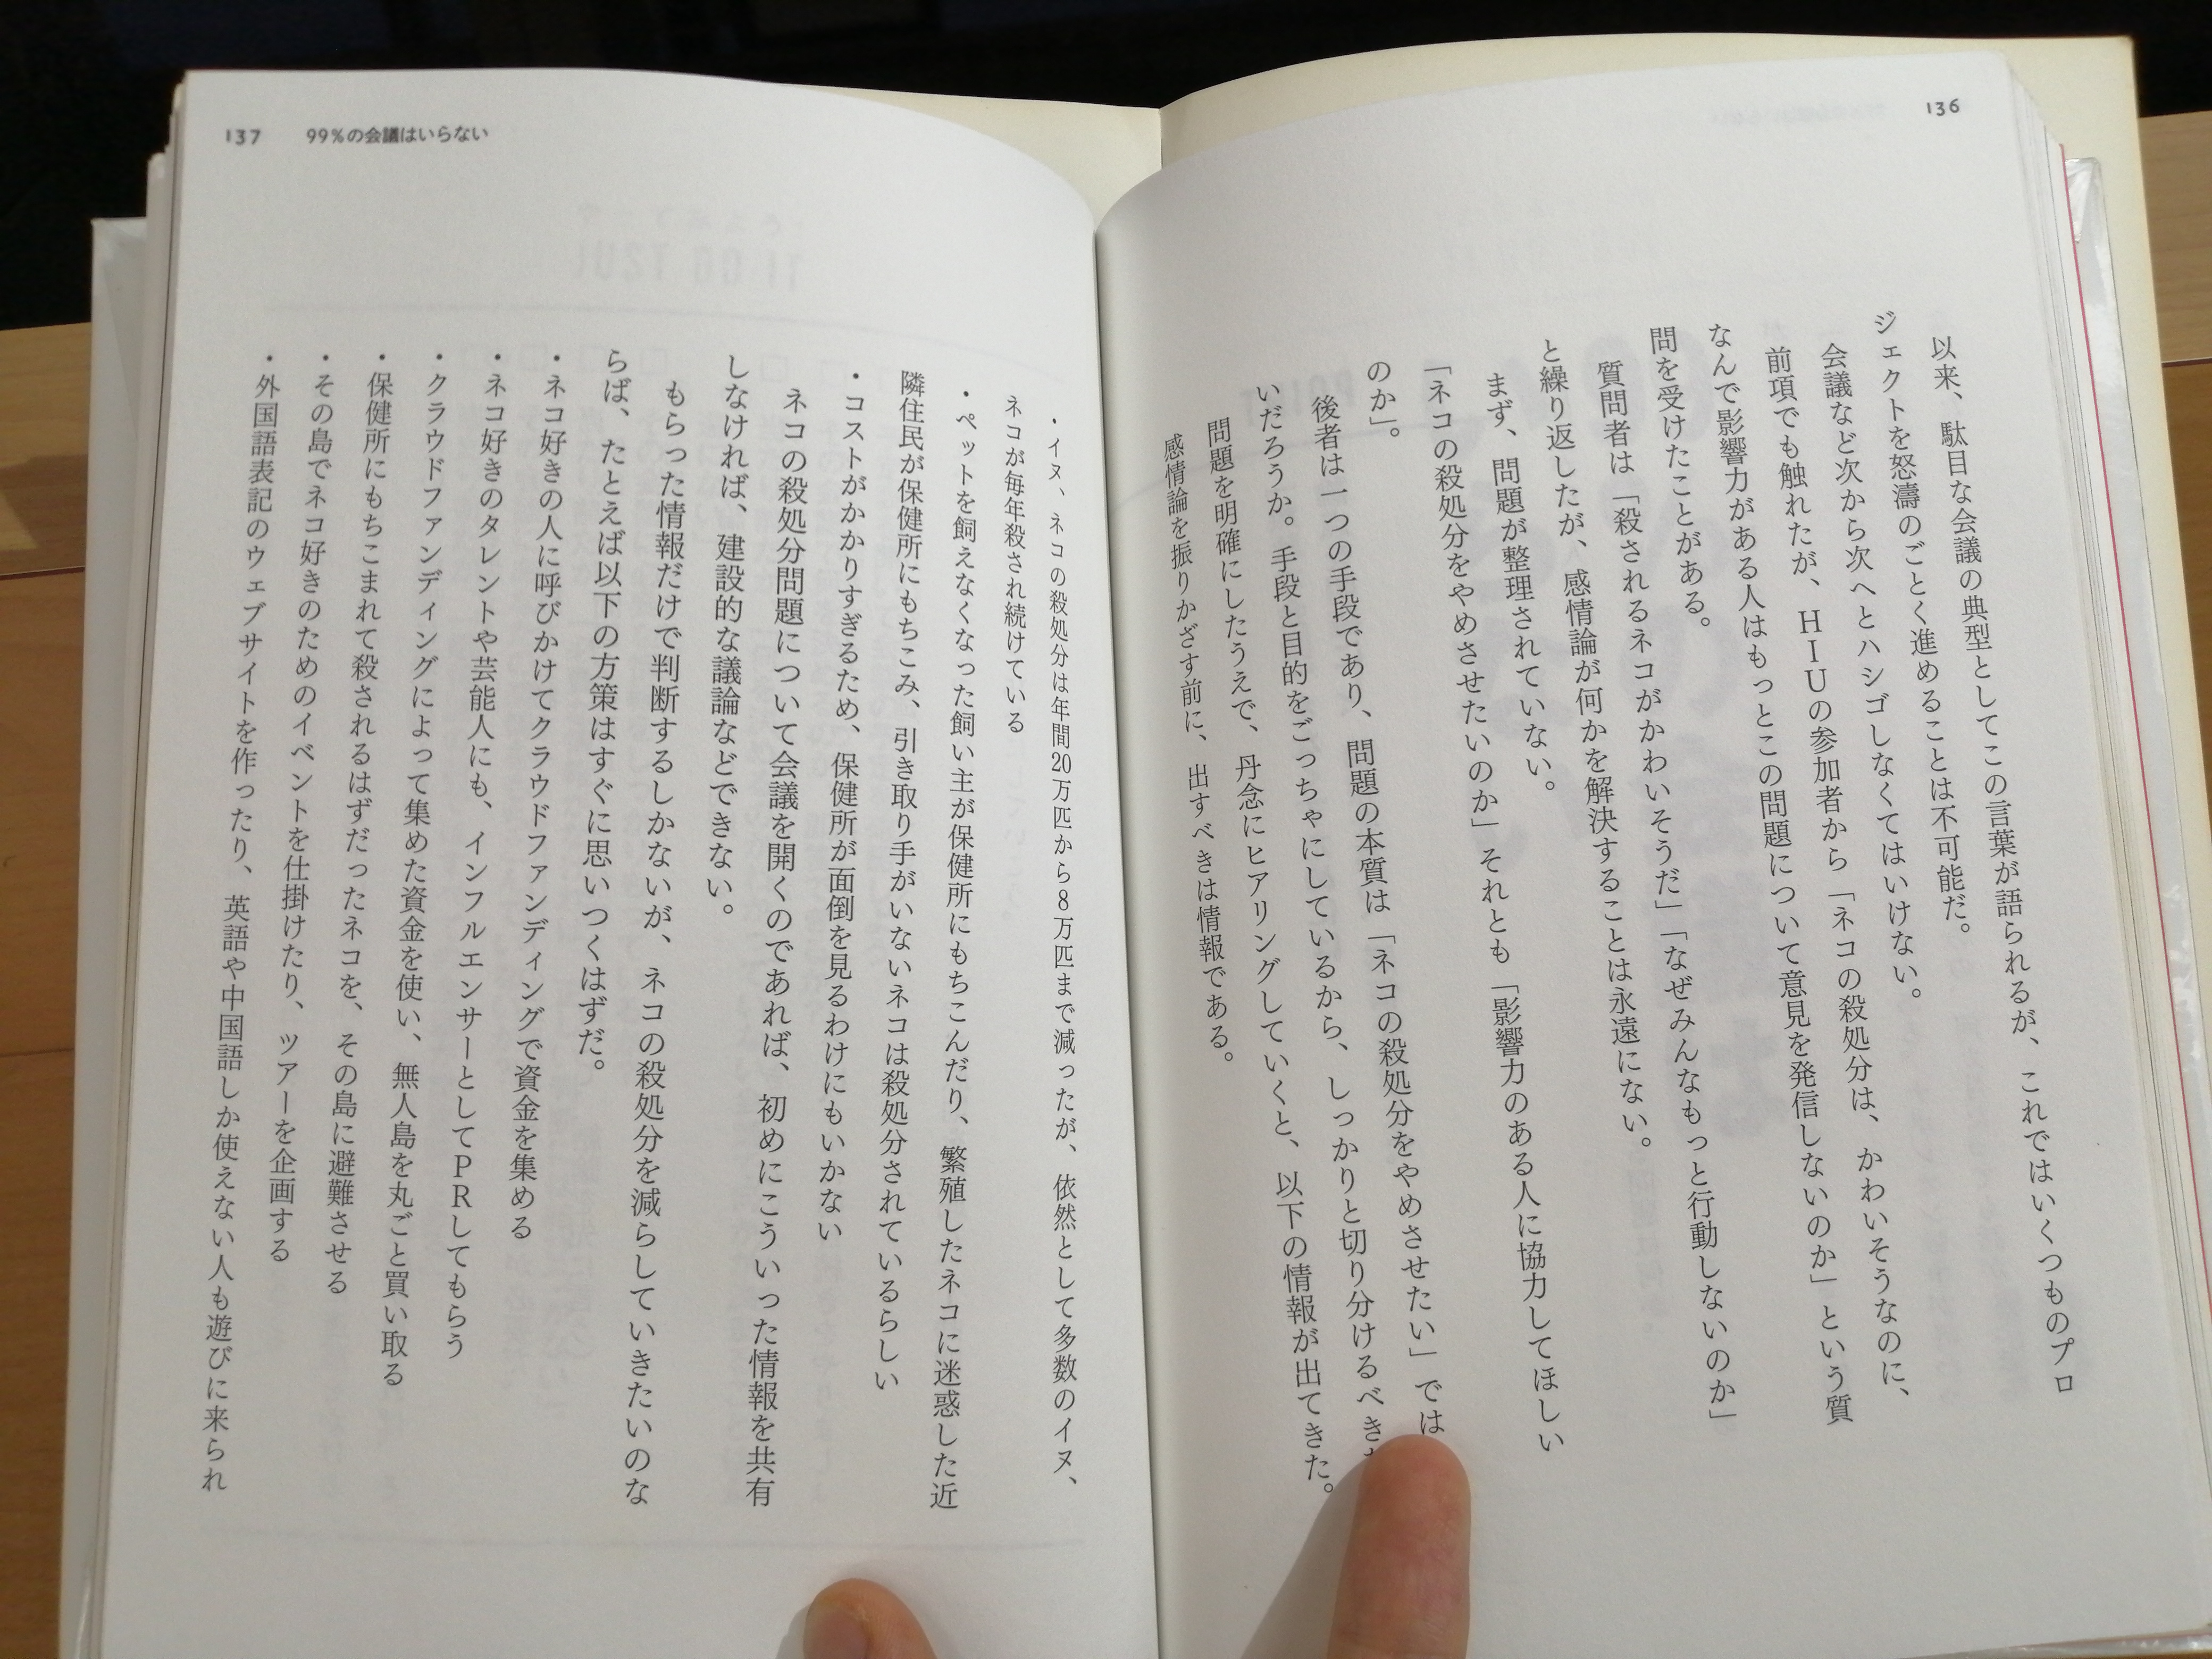 136
以来、駄目な会議の典型としてこの言葉が語られるが、これではいくつものプロ
ジェクトを怒濤のごとく進めることは不可能だ。
会議など次から次へとハシゴしなくてはいけない。
前項でも触れたが、HIUの参加者から「ネコの殺処分は、かわいそうなのに、
なんで影響力がある人はもっとこの問題について意見を発信しないのか」という質
問を受けたことがある。
質問者は「殺されるネコがかわいそうだ」「なぜみんなもっと行動しないのか」
と繰り返したが、感情論が何かを解決することは永遠にない。
まず、問題が整理されていない。
「ネコの殺処分をやめさせたいのか」それとも「影響力のある人に協力してほしい
のか」。
後者は一つの手段であり、問題の本質は「ネコの殺処分をやめさせたい」では
いだろうか。手段と目的をごっちゃにしているから、しっかりと切り分けるべき
問題を明確にしたうえで、丹念にヒアリングしていくと、以下の情報が出てきた。
感情論を振りかざす前に、出すべきは情報である。
137 99%の会議はいらない
・イヌ、ネコの殺処分は年間20万匹から8万匹まで減ったが、依然として多数のイヌ、
ネコが毎年殺され続けている
・ペットを飼えなくなった飼い主が保健所にもちこんだり、繁殖したネコに迷惑した近
隣住民が保健所にもちこみ、引き取り手がいないネコは殺処分されているらしい
・コストがかかりすぎるため、保健所が面倒を見るわけにもいかない
ネコの殺処分問題について会議を開くのであれば、初めにこういった情報を共有
しなければ、建設的な議論などできない。
もらった情報だけで判断するしかないが、ネコの殺処分を減らしていきたいのな
らば、たとえば以下の方策はすぐに思いつくはずだ。
・ネコ好きの人に呼びかけてクラウドファンディングで資金を集める
・ネコ好きのタレントや芸能人にも、インフルエンサーとしてPRしてもらう
・クラウドファンディングによって集めた資金を使い、無人島を丸ごと買い取る
・保健所にもちこまれて殺されるはずだったネコを、その島に避難させる
・その島でネコ好きのためのイベントを仕掛けたり、ツアーを企画する
・外国語表記のウェブサイトを作ったり、英語や中国語しか使えない人も遊びに来られ